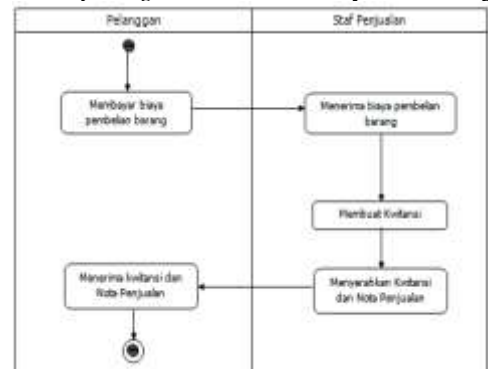 Pelanggan
Staf Penjualan
Membayar biaya
pembelian barang
Menerima biaya pembelian
barang
Membuat Kwitansi
Menyerahkan Kwitansi
dan Nota Penjualan
Menerima kwitansi dan
Nota Penjualan